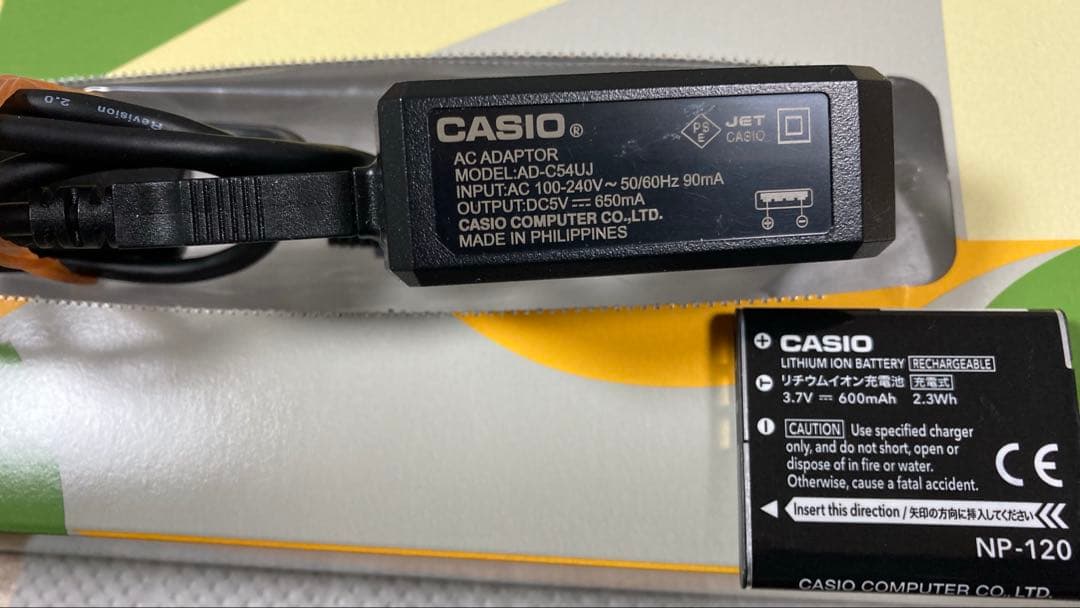 Revision 2.0
CASIO®
AC ADAPTOR
MODEL:AD-C54UJ
INPUT:AC 100-240V～50/60Hz 90mA
OUTPUT:DC5V ⎓ 650mA
CASIO COMPUTER CO.,LTD.
MADE IN PHILIPPINES
PSE
JET
CASIO
CASIO
LITHIUM ION BATTERY RECHARGEABLE
リチウムイオン充電池 充電式
3.7V ⎓ 600mAh 2.3Wh
CAUTION Use specified charger
only, and do not short, open or
dispose of in fire or water.
Otherwise, cause a fatal accident.
CE
Insert this direction / 矢印の方向に挿入してください
NP-120
CASIO COMPUTER CO., LTD.